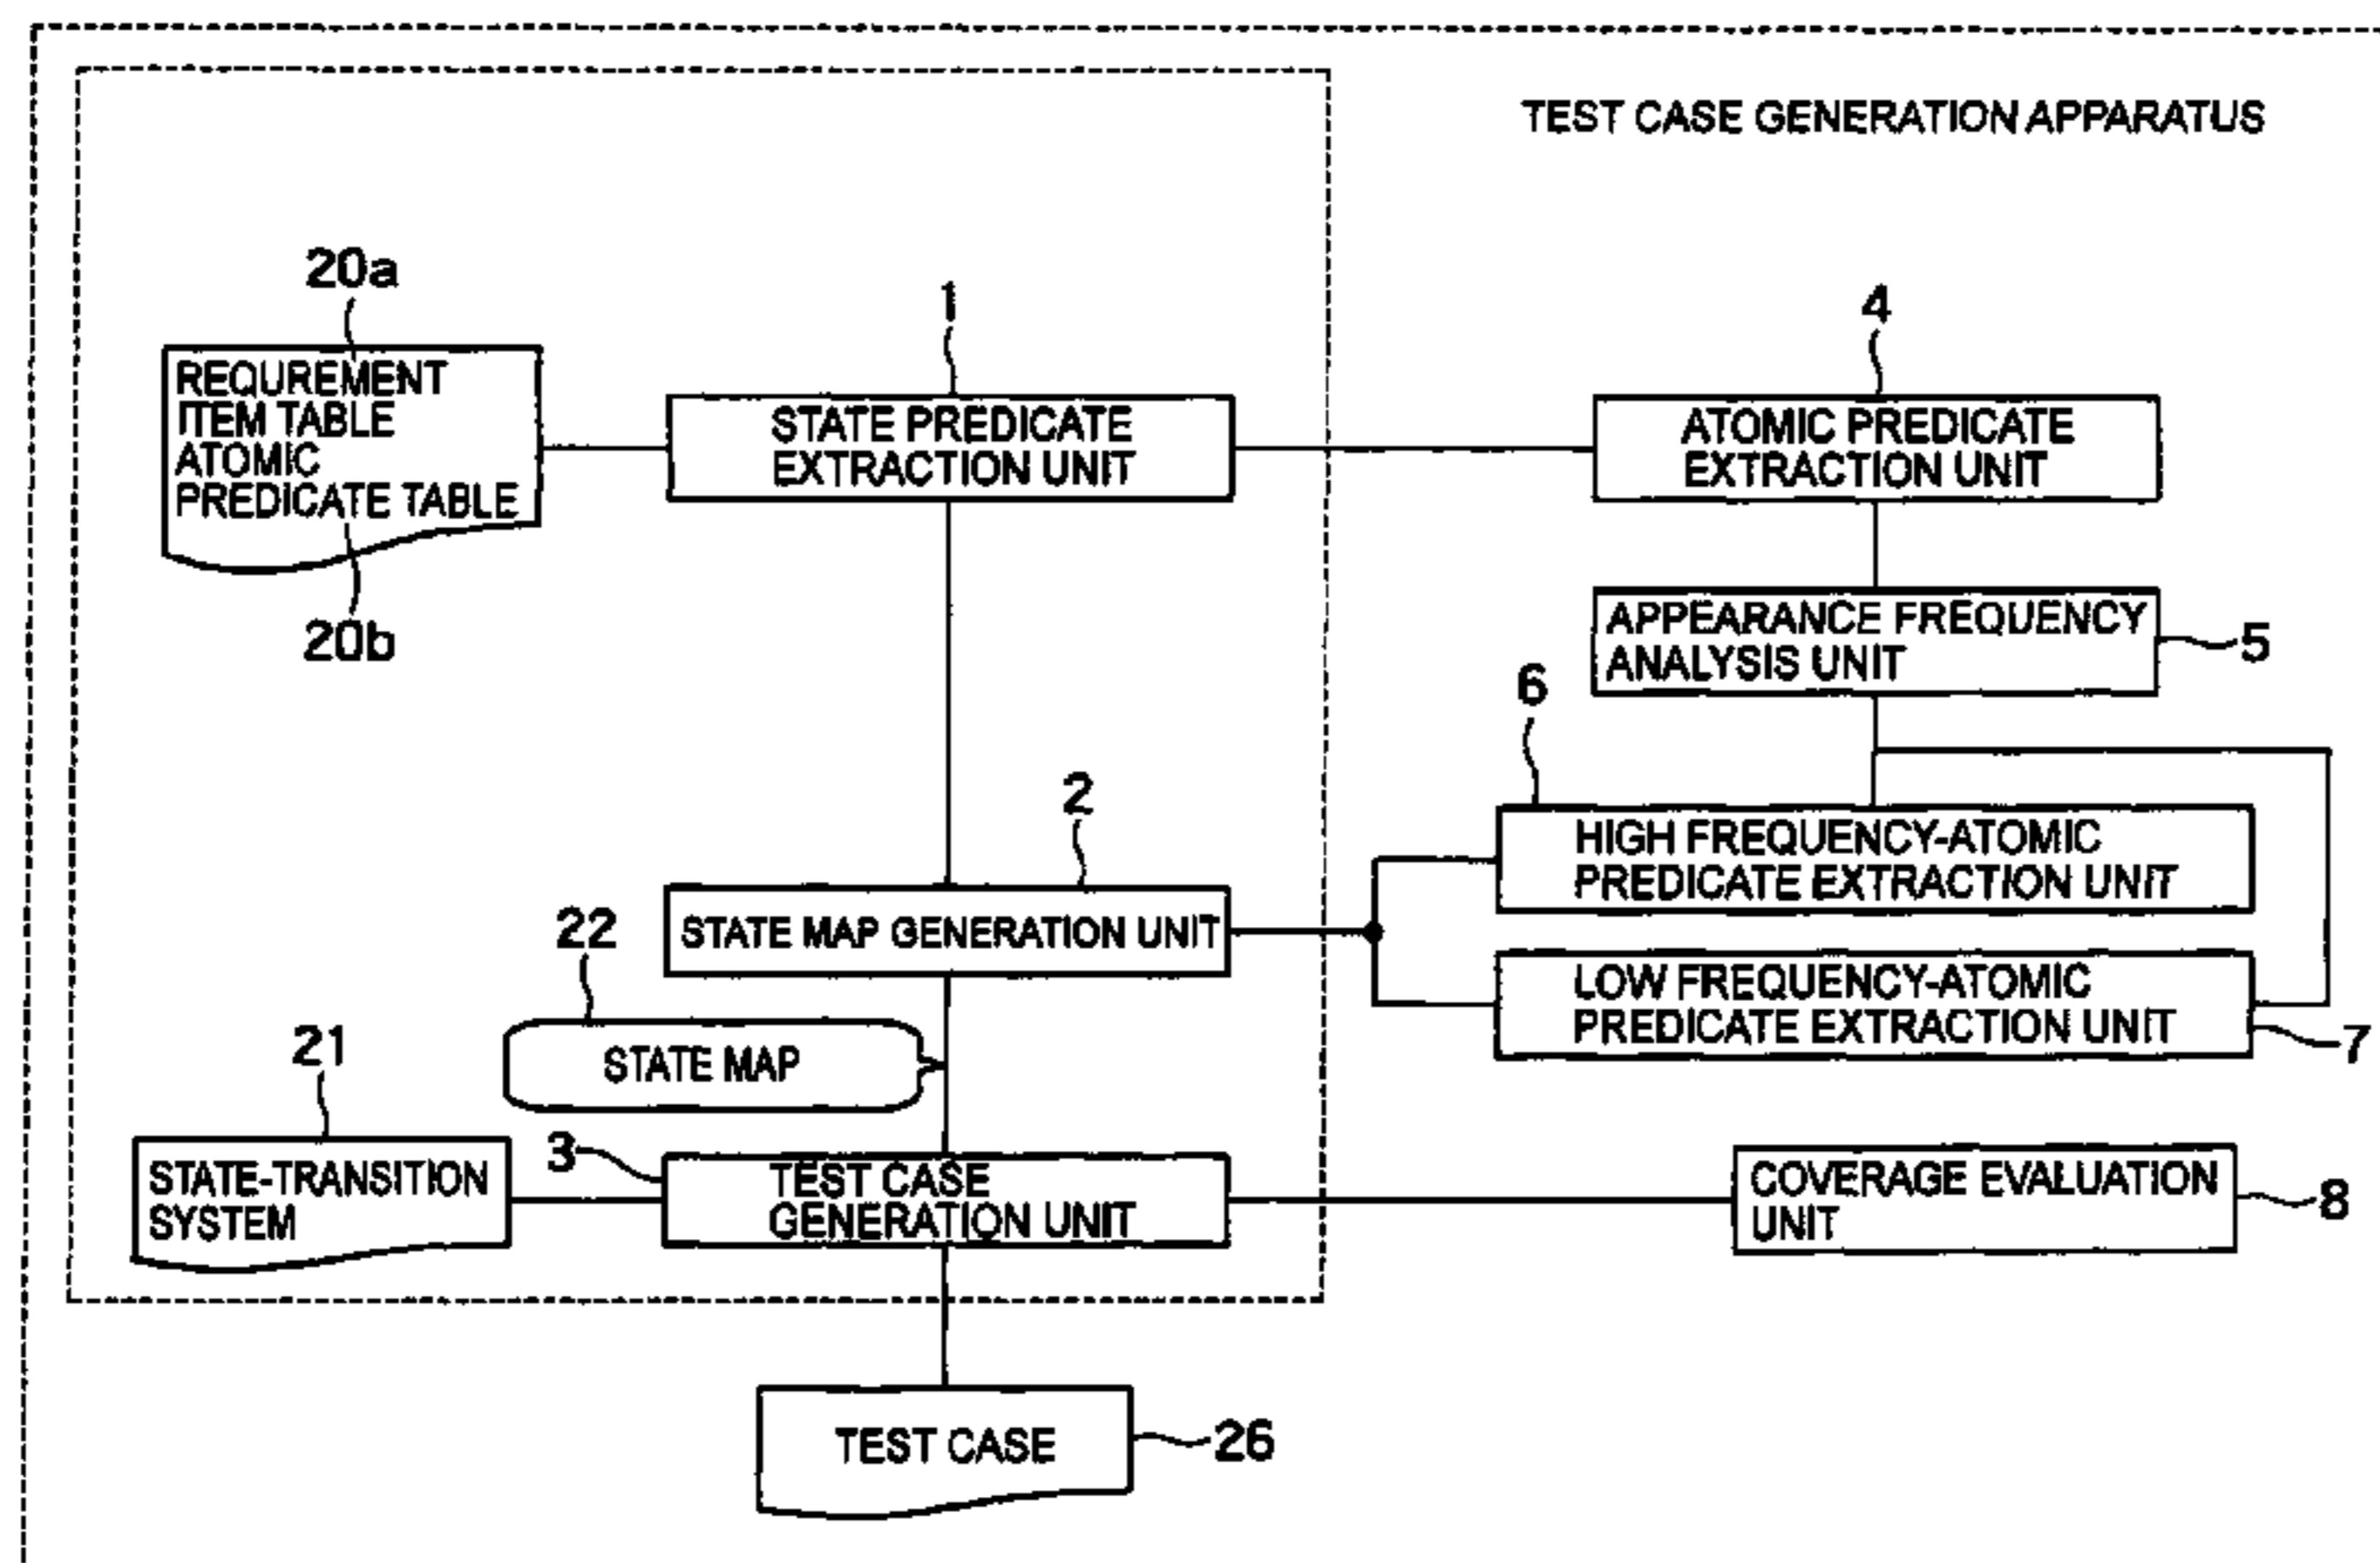 TEST CASE GENERATION APPARATUS
20a
1
4
REQUREMENT
ITEM TABLE
ATOMIC
PREDICATE TABLE
STATE PREDICATE
EXTRACTION UNIT
ATOMIC PREDICATE
EXTRACTION UNIT
20b
APPEARANCE FREQUENCY
ANALYSIS UNIT
5
6
2
HIGH FREQUENCY-ATOMIC
PREDICATE EXTRACTION UNIT
22
STATE MAP GENERATION UNIT
LOW FREQUENCY-ATOMIC
PREDICATE EXTRACTION UNIT
7
21
STATE MAP
3
STATE-TRANSITION
SYSTEM
TEST CASE
GENERATION UNIT
COVERAGE EVALUATION
UNIT
8
TEST CASE
26